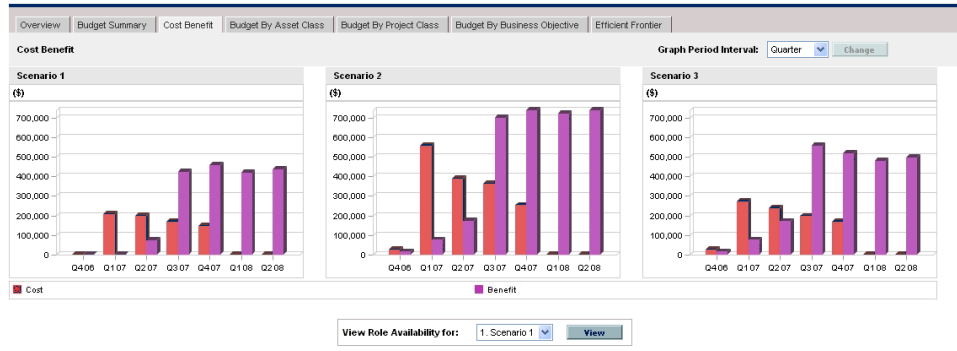 Overview Budget Summary Cost Benefit Budget By Asset Class Budget By Project Class Budget By Business Objective Efficient Frontier
Cost Benefit Graph Period Interval: Quarter Change
Scenario 1 Scenario 2 Scenario 3
($) ($) ($)
700,000 700,000 700,000
600,000 600,000 600,000
500,000 500,000 500,000
400,000 400,000 400,000
300,000 300,000 300,000
200,000 200,000 200,000
100,000 100,000 100,000
0 0 0
Q4 06 Q1 07 Q2 07 Q3 07 Q4 07 Q1 08 Q2 08 Q4 06 Q1 07 Q2 07 Q3 07 Q4 07 Q1 08 Q2 08 Q4 06 Q1 07 Q2 07 Q3 07 Q4 07 Q1 08 Q2 08
Cost Benefit
View Role Availability for: 1. Scenario 1 View